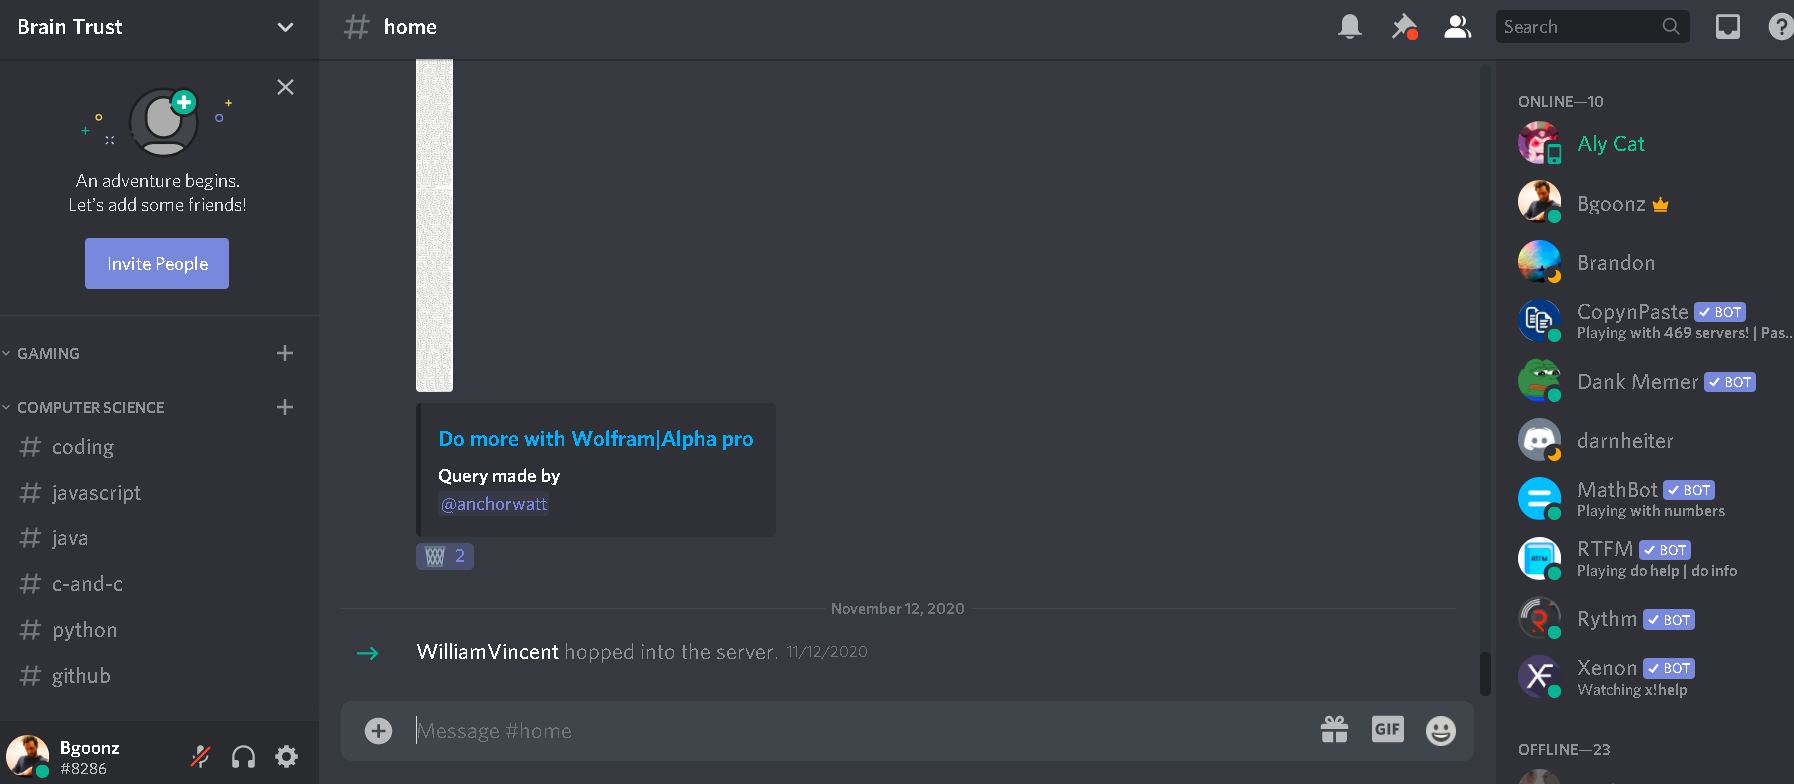 Brain Trust
An adventure begins.
Let's add some friends!
Invite People
GAMING
COMPUTER SCIENCE
# coding
# javascript
# java
# c-and-c
# python
# github
Bgoonz
#8286
# home
Search
Do more with Wolfram|Alpha pro
Query made by
@anchorwatt
2
November 12, 2020
WilliamVincent hopped into the server. 11/12/2020
Message #home
GIF
ONLINE—10
Aly Cat
Bgoonz
Brandon
CopynPaste ✓ BOT
Playing with 469 servers! | Pas...
Dank Memer ✓ BOT
darnheiter
MathBot ✓ BOT
Playing with numbers
RTFM
RTFM ✓ BOT
Playing do help | do info
Rythm ✓ BOT
Xenon ✓ BOT
Watching x!help
OFFLINE—23